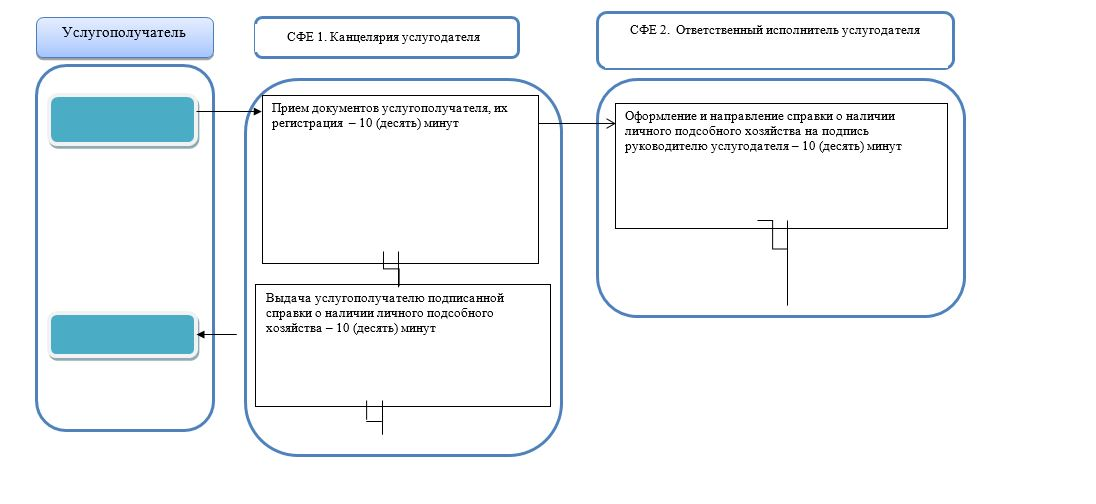 Услугополучатель
СФЕ 1. Канцелярия услугодателя
СФЕ 2. Ответственный исполнитель услугодателя
Прием документов услугополучателя, их
регистрация – 10 (десять) минут
Оформление и направление справки о наличии
личного подсобного хозяйства на подпись
руководителю услугодателя – 10 (десять) минут
Выдача услугополучателю подписанной
справки о наличии личного подсобного
хозяйства – 10 (десять) минут